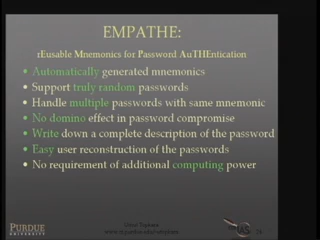 EMPATHE:
rEusable Mnemonics for Password AuTHEntication
Automatically generated mnemonics
Support truly random passwords
Handle multiple passwords with same mnemonic
No domino effect in password compromise
Write down a complete description of the password
Easy user reconstruction of the passwords
No requirement of additional computing power
PURDUE
UNIVERSITY